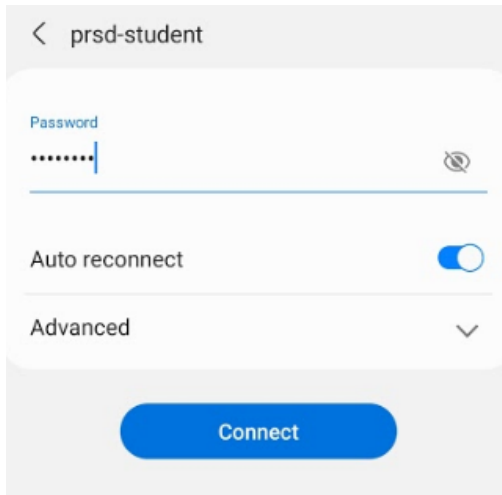 prsd-student
Password
••••••••
Auto reconnect
Advanced
Connect